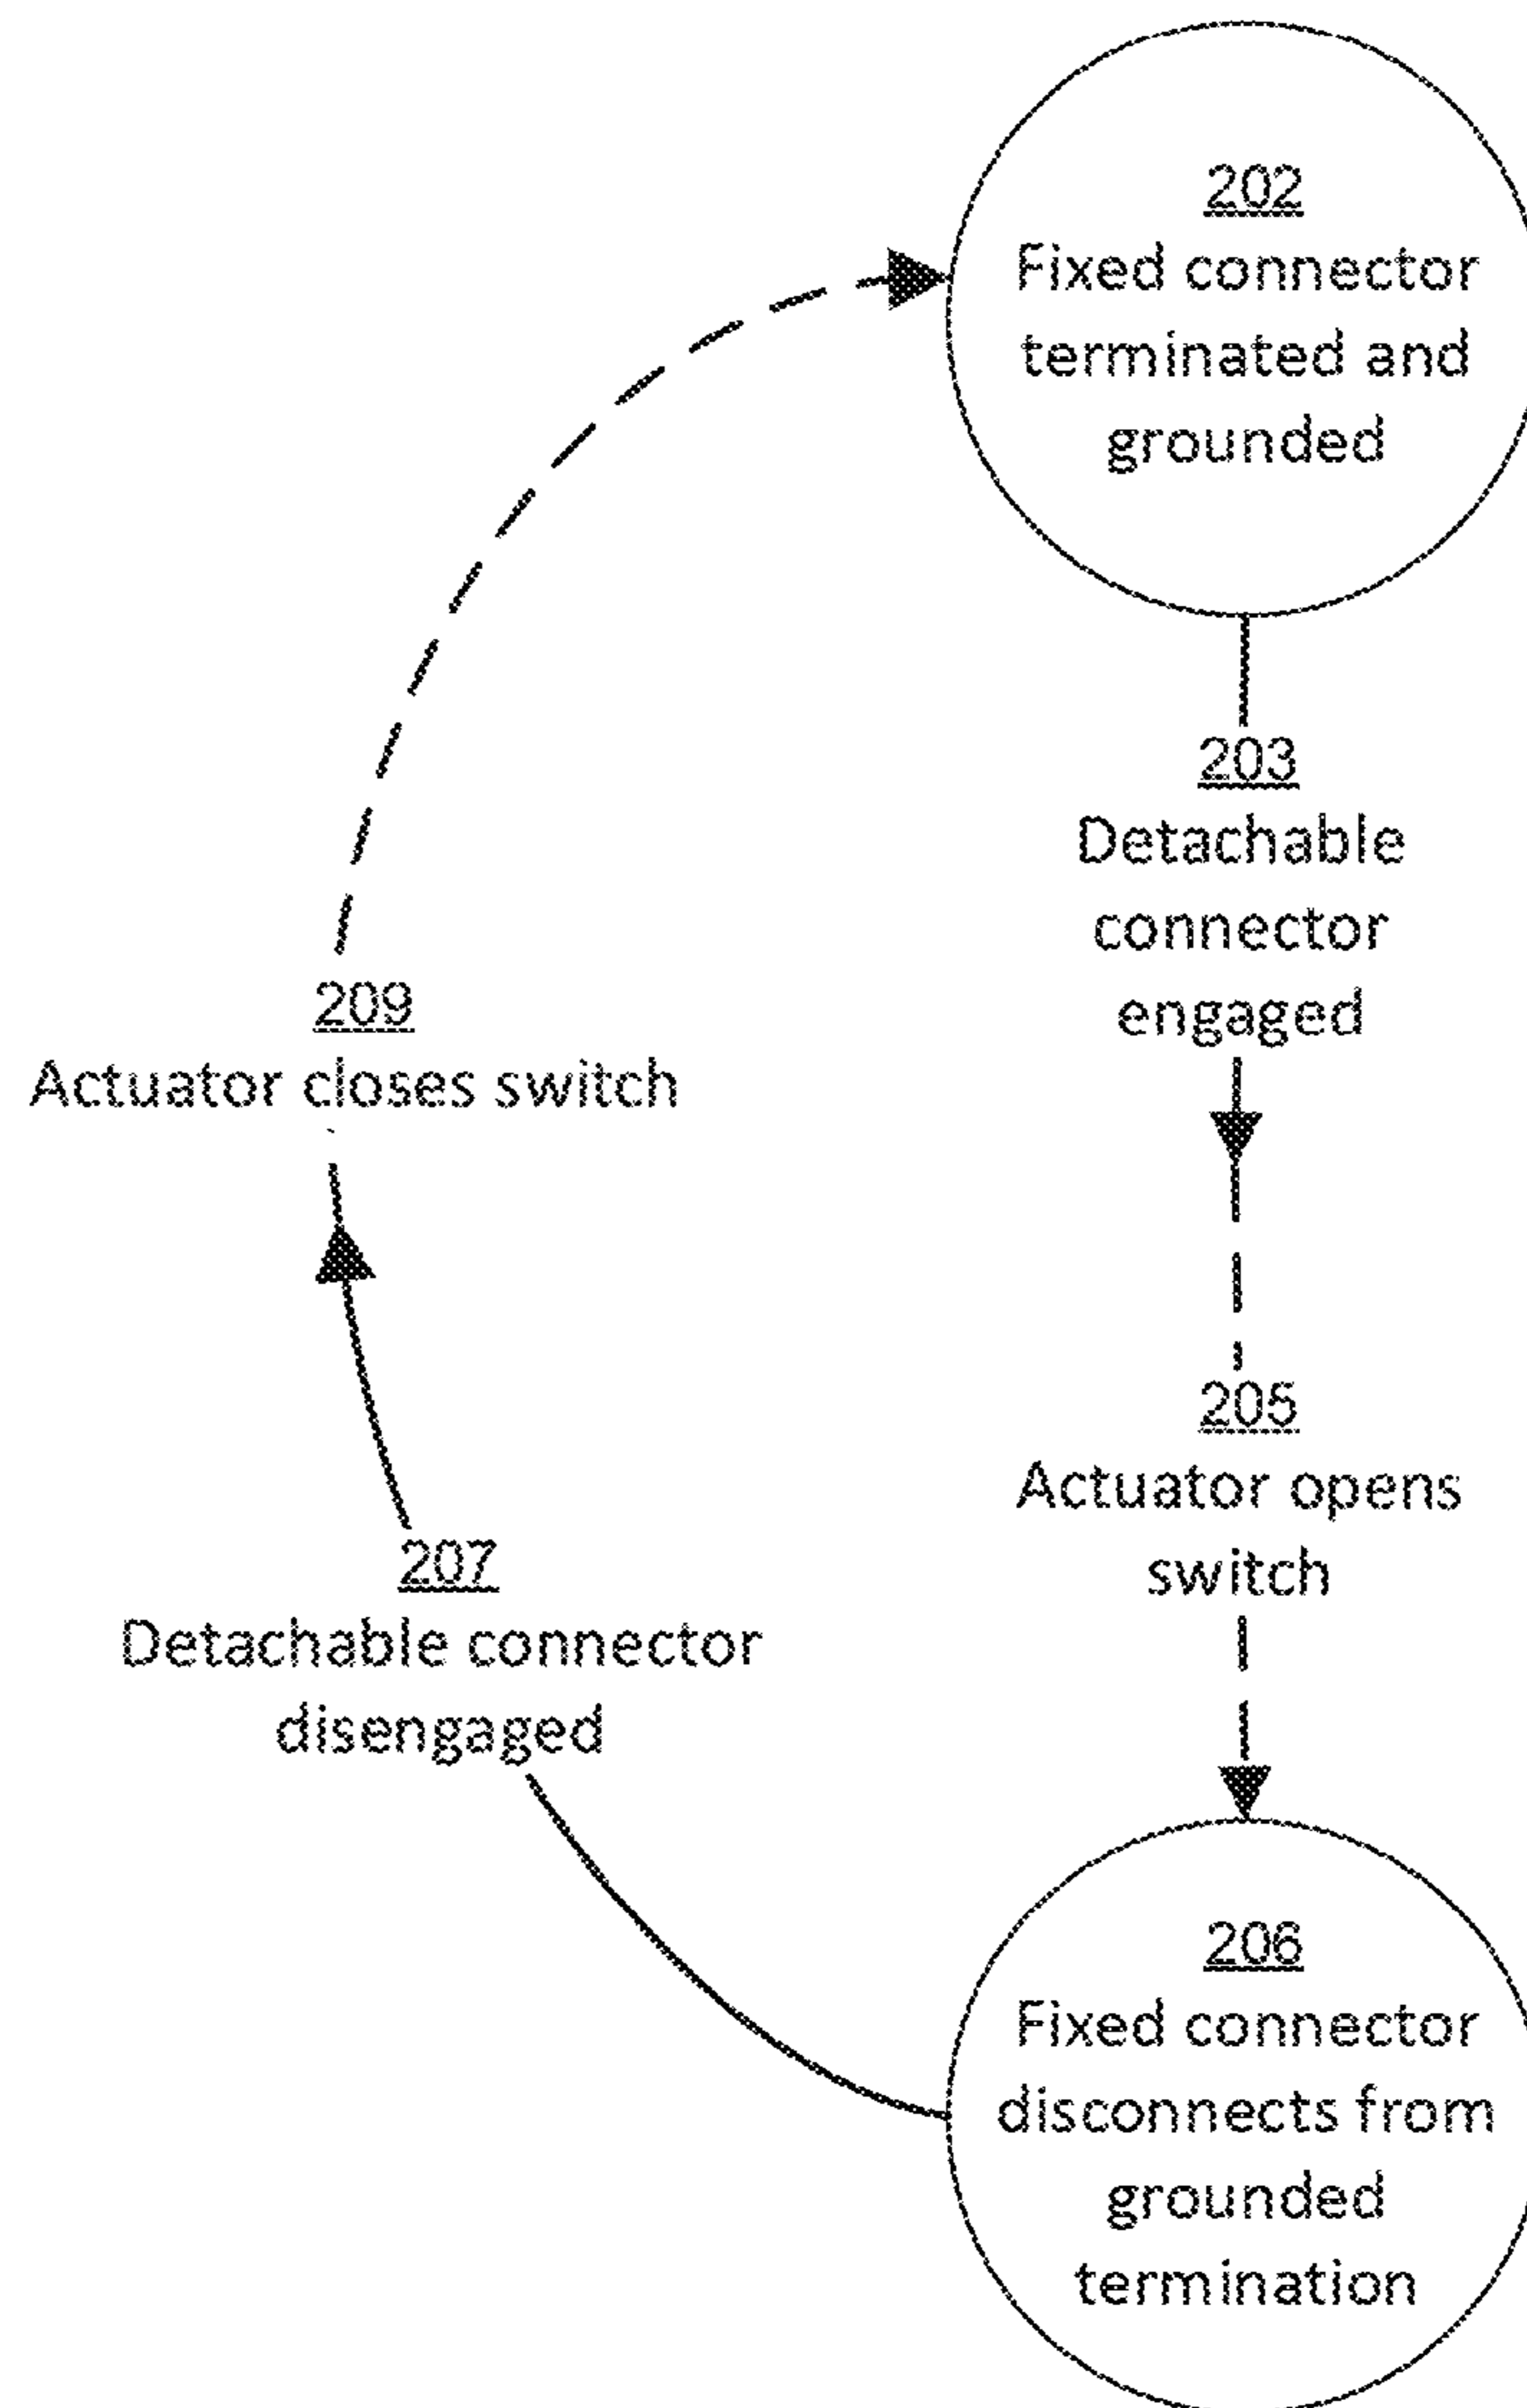 202
Fixed connector
terminated and
grounded
203
Detachable
connector
engaged
209
Actuator closes switch
205
Actuator opens
switch
207
Detachable connector
disengaged
206
Fixed connector
disconnects from
grounded
termination